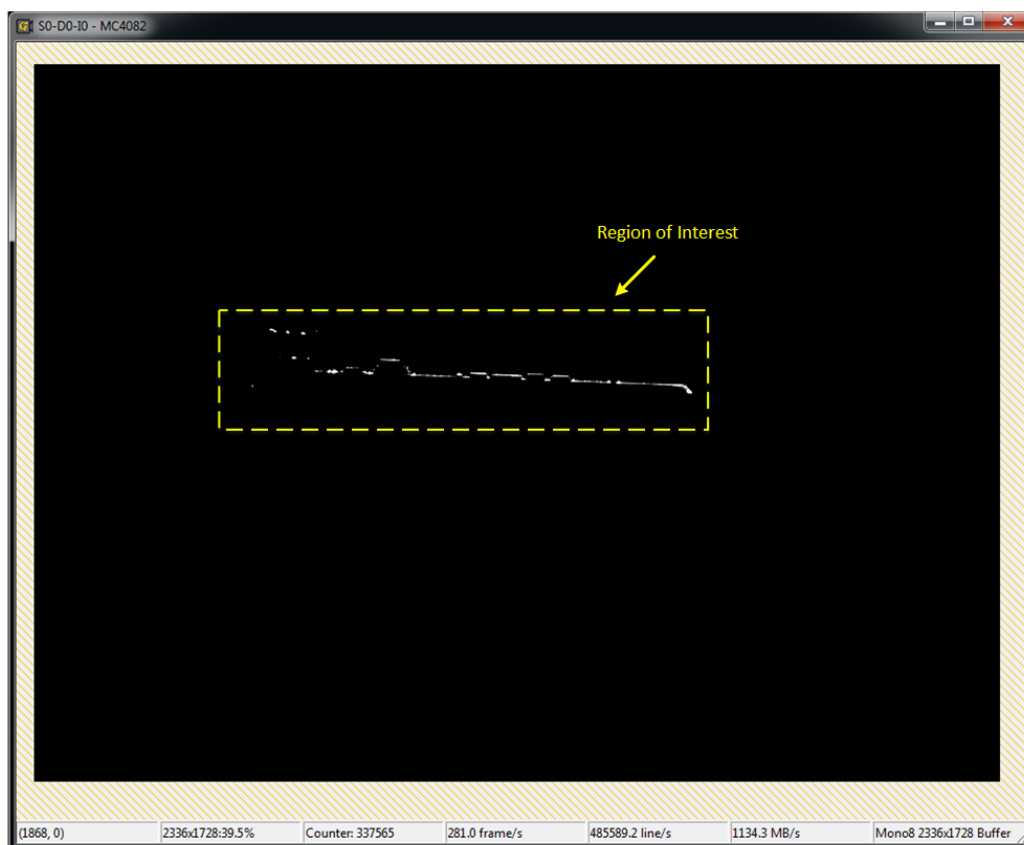 S0-D0-I0 - MC4082
Region of Interest
(1868, 0)
2336x1728:39.5%
Counter: 337565
281.0 frame/s
485589.2 line/s
1134.3 MB/s
Mono8 2336x1728 Buffer